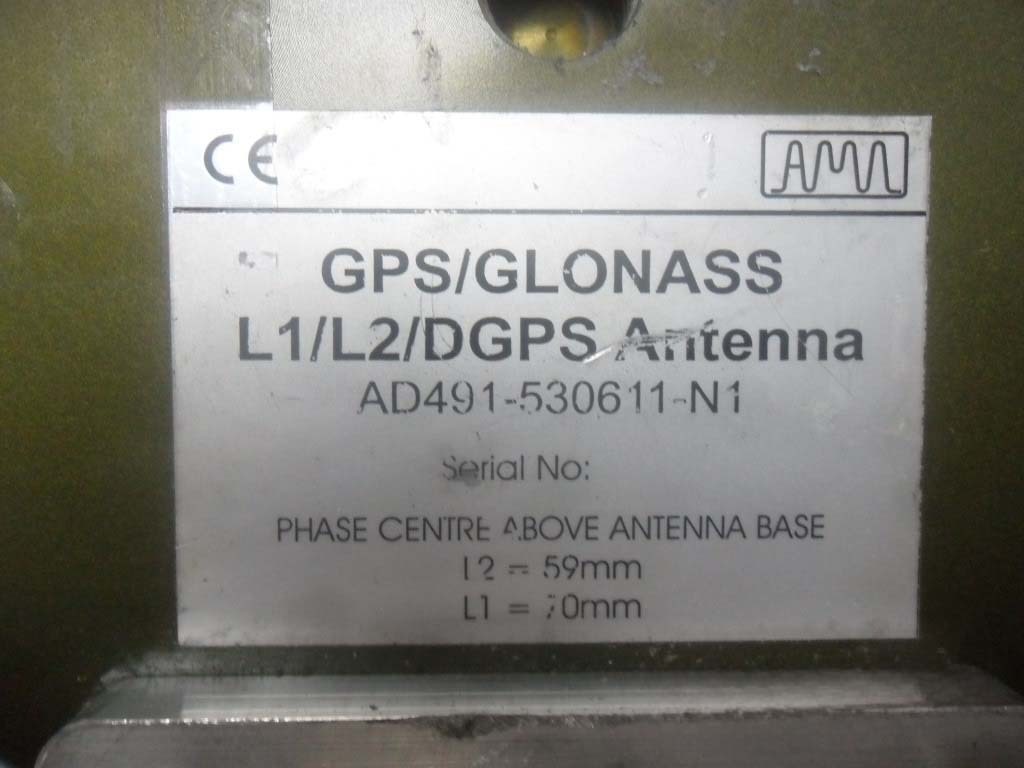 CE
AMI
GPS/GLONASS
L1/L2/DGPS Antenna
AD491-530611-N1
Serial No:
PHASE CENTRE ABOVE ANTENNA BASE
L2 = 59mm
L1 = 70mm